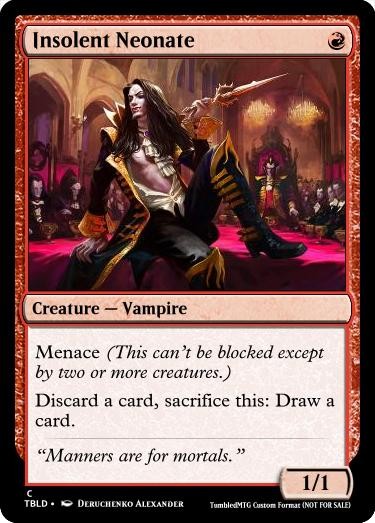 Insolent Neonate
Creature — Vampire
Menace (This can't be blocked except
by two or more creatures.)
Discard a card, sacrifice this: Draw a
card.
“Manners are for mortals.”
1/1
C
TBLD • Deruchenko Alexander
TumbledMTG Custom Format (NOT FOR SALE)